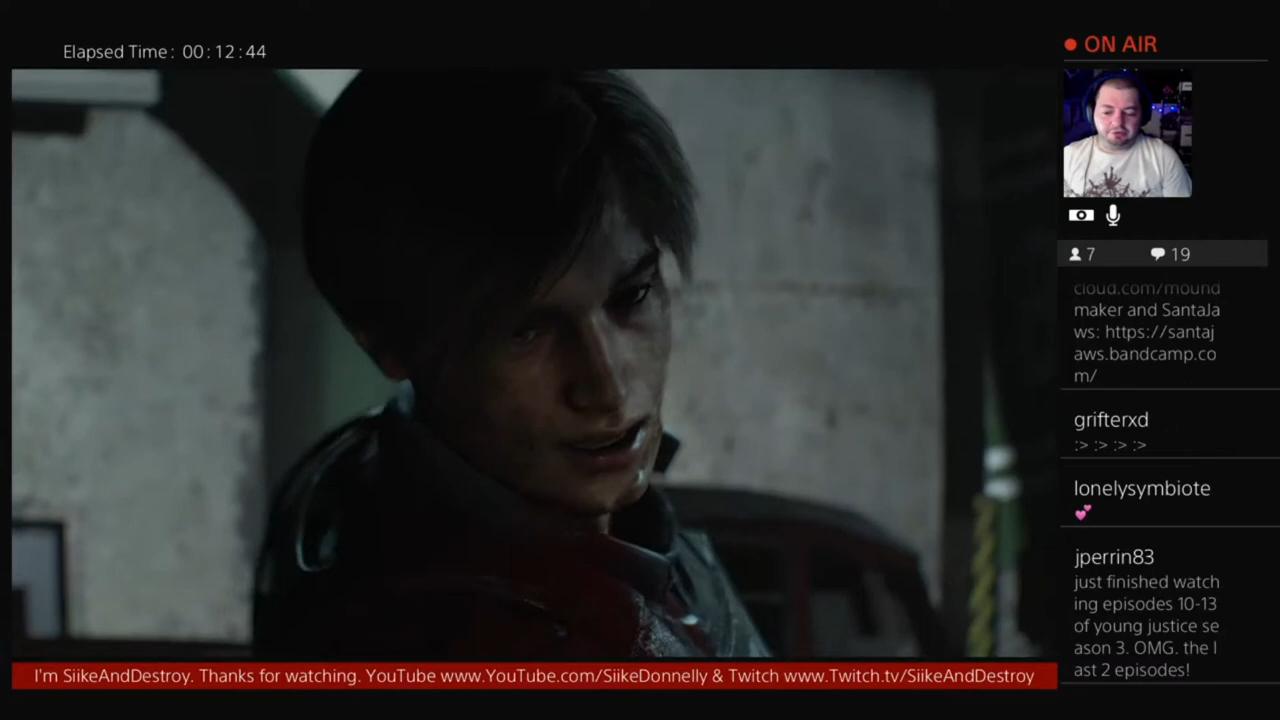 Elapsed Time: 00:12:44
ON AIR
7
19
cloud.com/mound
maker and SantaJa
ws: https://santaj
aws.bandcamp.co
m/
grifterxd
:> :> :> :>
lonelysymbiote
💕
jperrin83
just finished watch
ing episodes 10-13
of young justice se
ason 3. OMG. the l
ast 2 episodes!
I'm SiikeAndDestroy. Thanks for watching. YouTube www.YouTube.com/SiikeDonnelly & Twitch www.Twitch.tv/SiikeAndDestroy